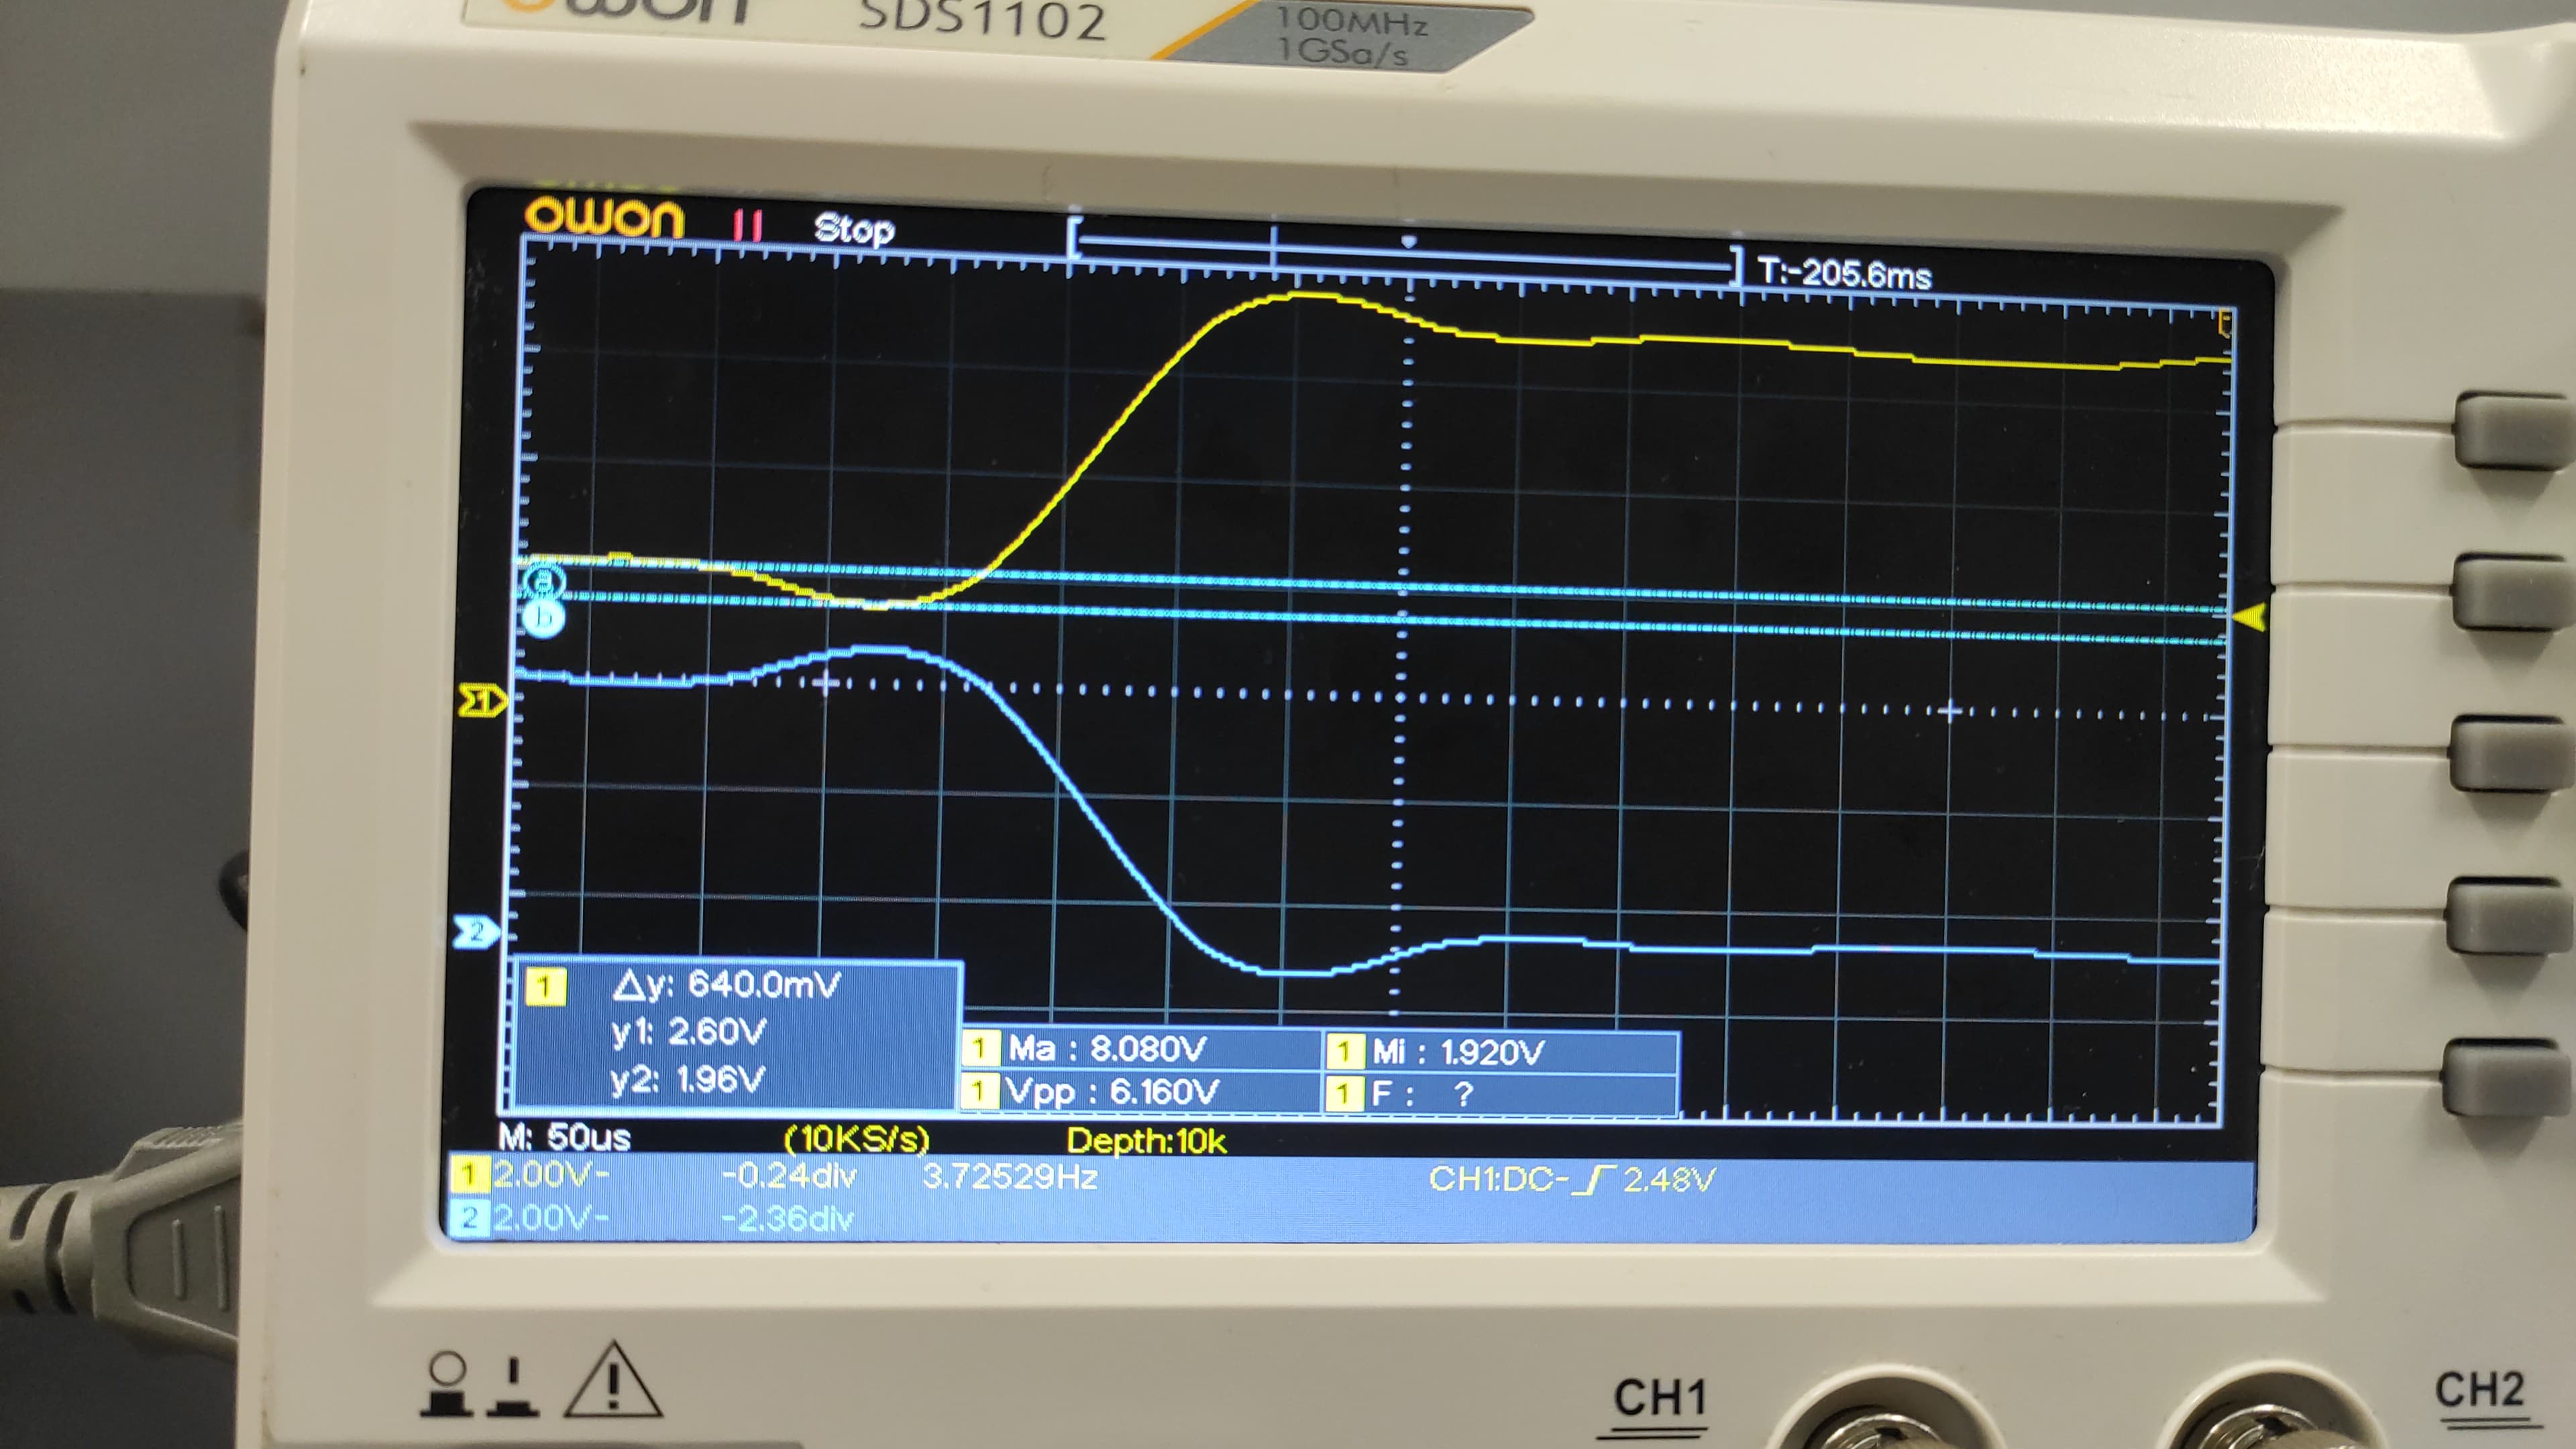 owon SDS1102 100MHz
1GSa/s
owon Stop T:-205.6ms
a
b
1
2
1 Δy: 640.0mV
y1: 2.60V
y2: 1.96V
1 Ma : 8.080V 1 Mi : 1.920V
1 Vpp : 6.160V 1 F : ?
M: 50us (10KS/s) Depth:10k
1 2.00V- -0.24div 3.72529Hz CH1:DC- 2.48V
2 2.00V- -2.36div
CH1 CH2